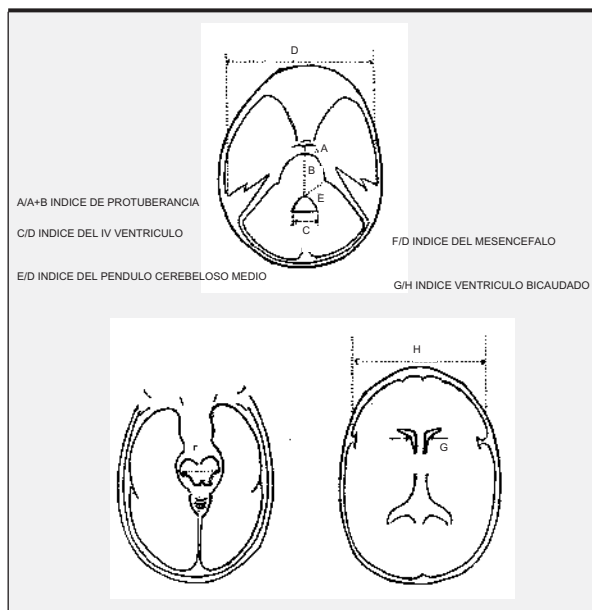 D
A
B
E
C
A/A+B INDICE DE PROTUBERANCIA
C/D INDICE DEL IV VENTRICULO
F/D INDICE DEL MESENCEFALO
E/D INDICE DEL PENDULO CEREBELOSO MEDIO
G/H INDICE VENTRICULO BICAUDADO
H
G